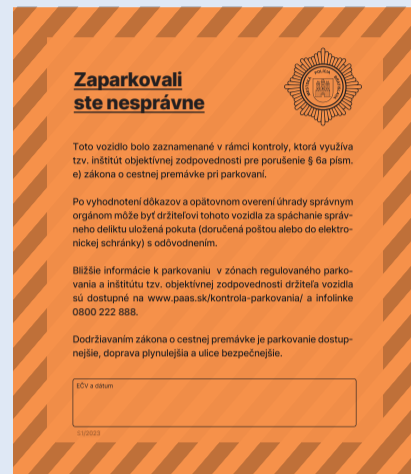 Zaparkovali
ste nesprávne
POLÍCIA
Toto vozidlo bolo zaznamenané v rámci kontroly, ktorá využíva
tzv. inštitút objektívnej zodpovednosti pre porušenie § 6a písm.
e) zákona o cestnej premávke pri parkovaní.
Po vyhodnotení dôkazov a opätovnom overení úhrady správnym
orgánom môže byť držiteľovi tohoto vozidla za spáchanie správ-
neho deliktu uložená pokuta (doručená poštou alebo do elektro-
nickej schránky) s odôvodnením.
Bližšie informácie k parkovaniu v zónach regulovaného parko-
vania a inštitútu tzv. objektívnej zodpovednosti držiteľa vozidla
sú dostupné na www.paas.sk/kontrola-parkovania/ a infolinke
0800 222 888.
Dodržiavaním zákona o cestnej premávke je parkovanie dostup-
nejšie, doprava plynulejšia a ulice bezpečnejšie.
EČV a dátum